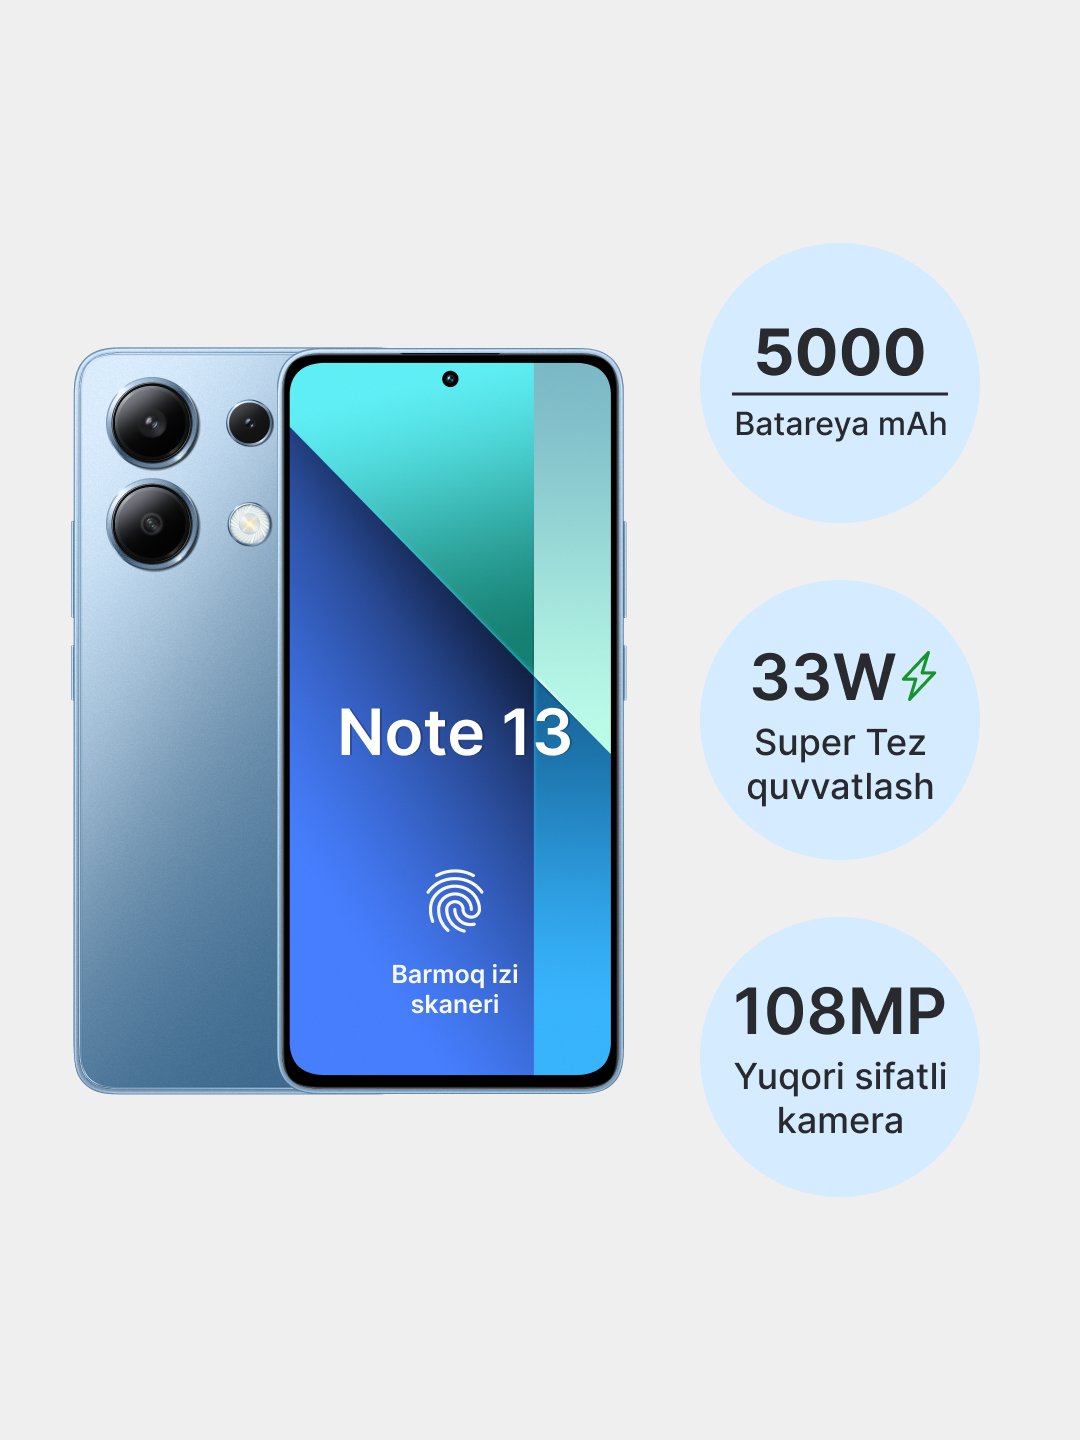 Note 13
Barmoq izi
skaneri
5000
Batareya mAh
33W
Super Tez
quvvatlash
108MP
Yuqori sifatli
kamera